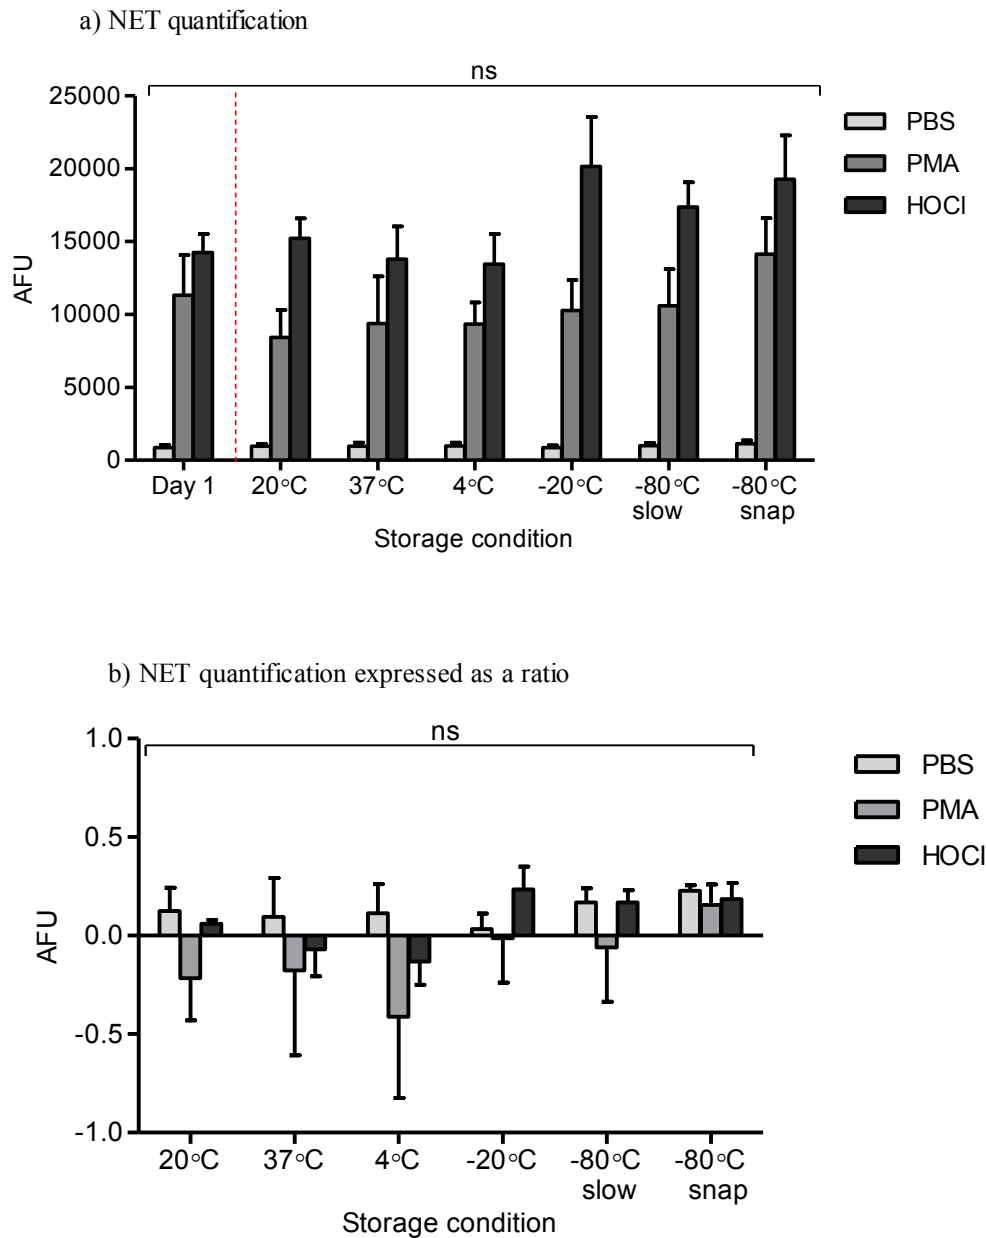 a) NET quantification
ns
25000
20000
15000
10000
5000
0
AFU
PBS
PMA
HOCl
Day 1 20°C 37°C 4°C -20°C -80°C -80°C
slow snap
Storage condition
b) NET quantification expressed as a ratio
ns
1.0
0.5
0.0
-0.5
-1.0
AFU
PBS
PMA
HOCl
20°C 37°C 4°C -20°C -80°C -80°C
slow snap
Storage condition